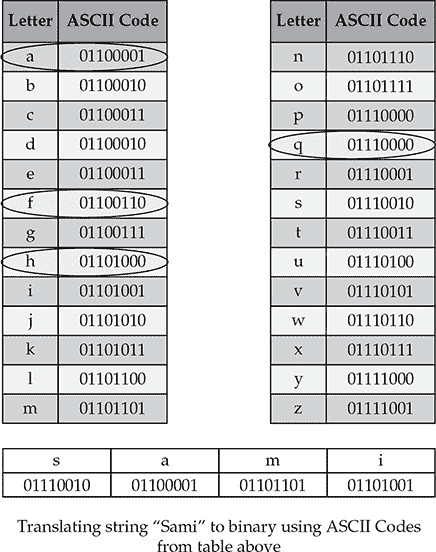 Letter ASCII Code
a 01100001
b 01100010
c 01100011
d 01100010
e 01100011
f 01100110
g 01100111
h 01101000
i 01101001
j 01101010
k 01101011
l 01101100
m 01101101
Letter ASCII Code
n 01101110
o 01101111
p 01110000
q 01110000
r 01110001
s 01110010
t 01110011
u 01110100
v 01110101
w 01110110
x 01110111
y 01111000
z 01111001
s a m i
01110010 01100001 01101101 01101001
Translating string “Sami” to binary using ASCII Codes
from table above